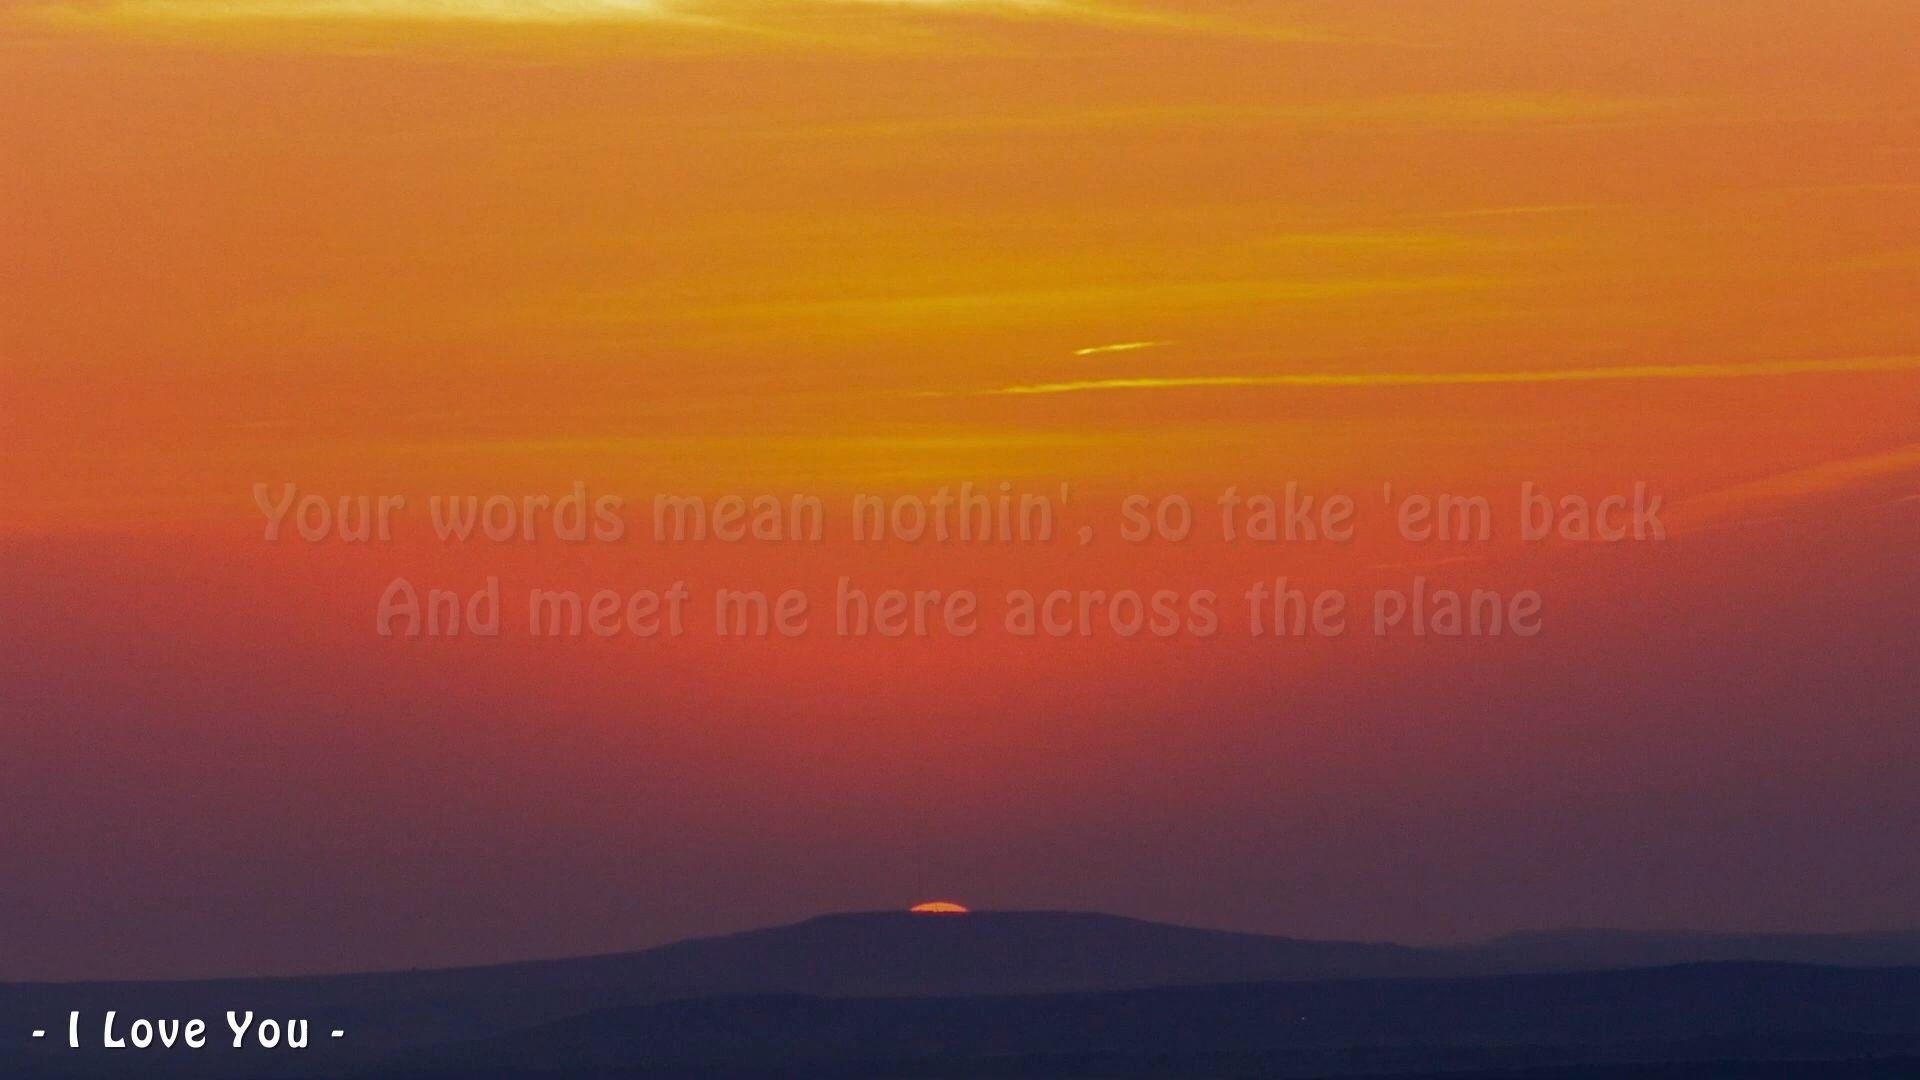 Your words mean nothin', so take 'em back
And meet me here across the plane
- I Love You -